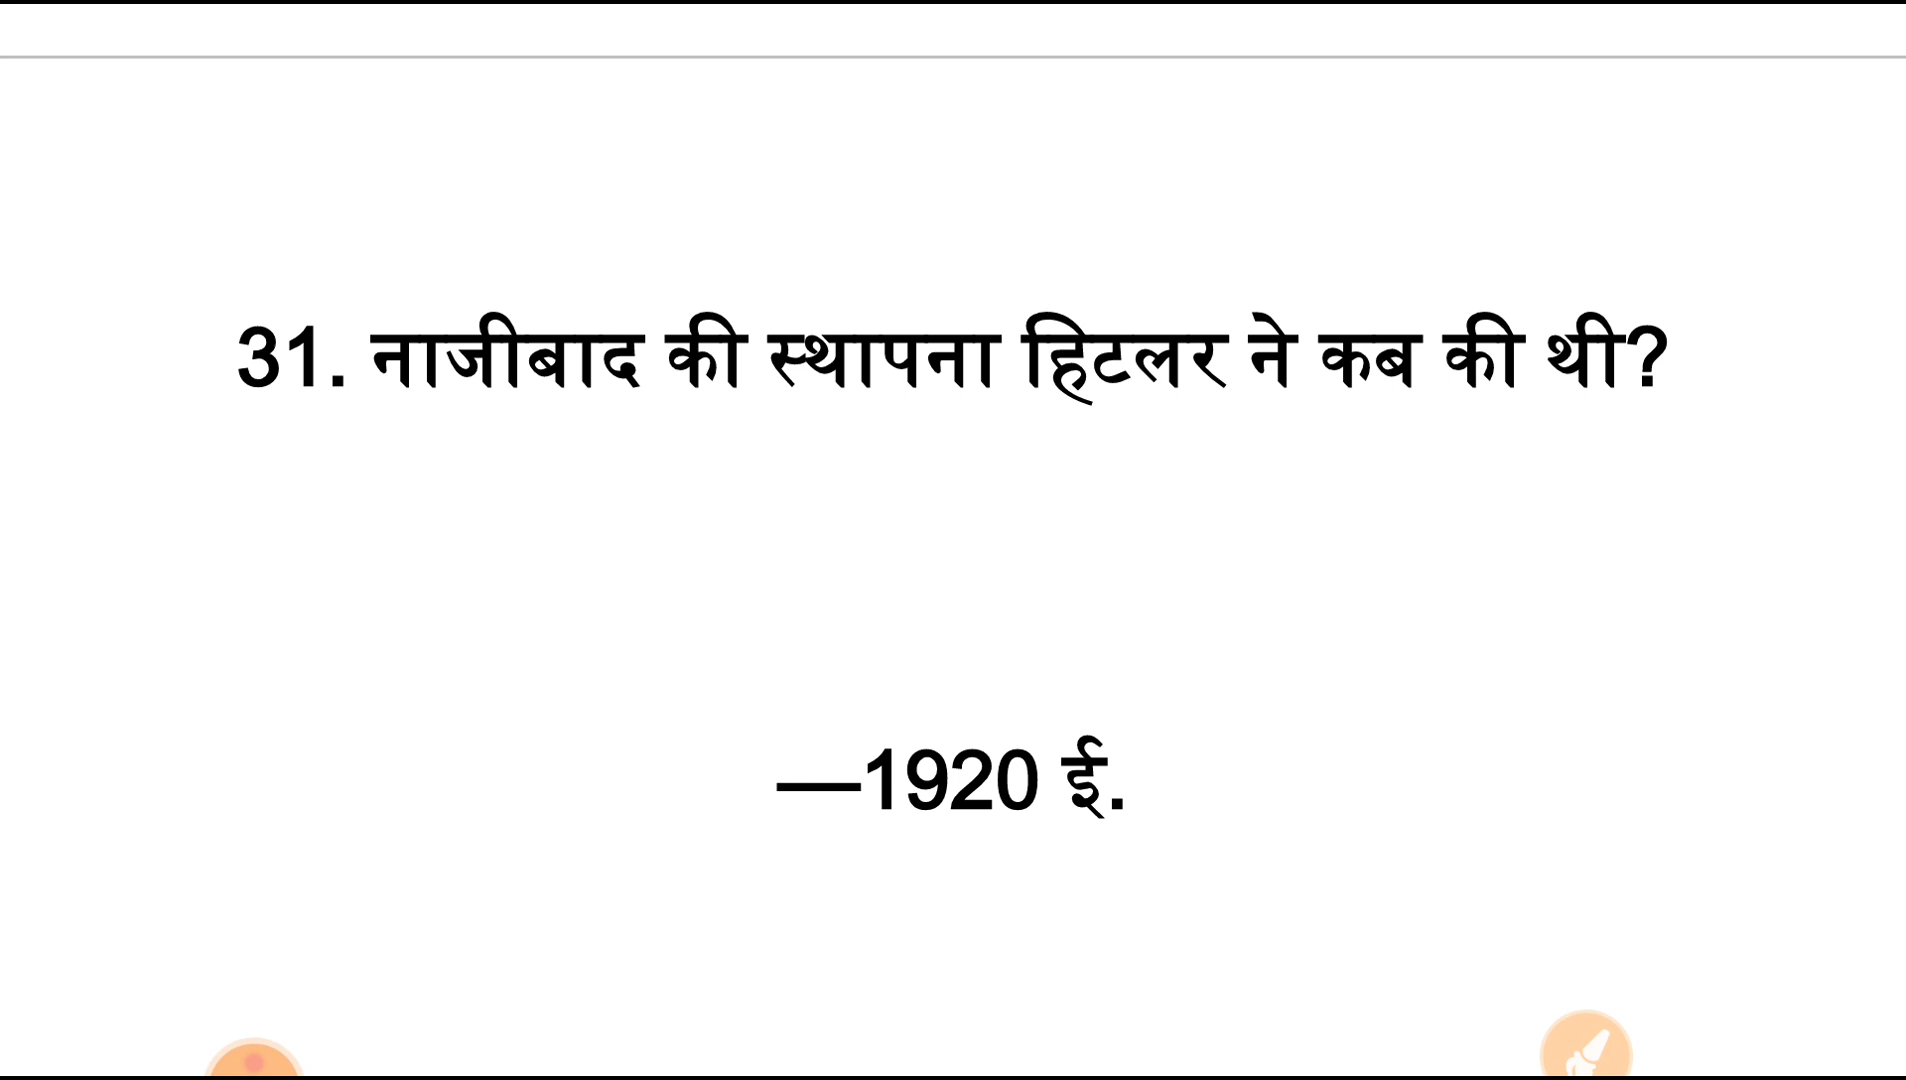 31. नाजीबाद की स्थापना हिटलर ने कब की थी?
—1920 ई.